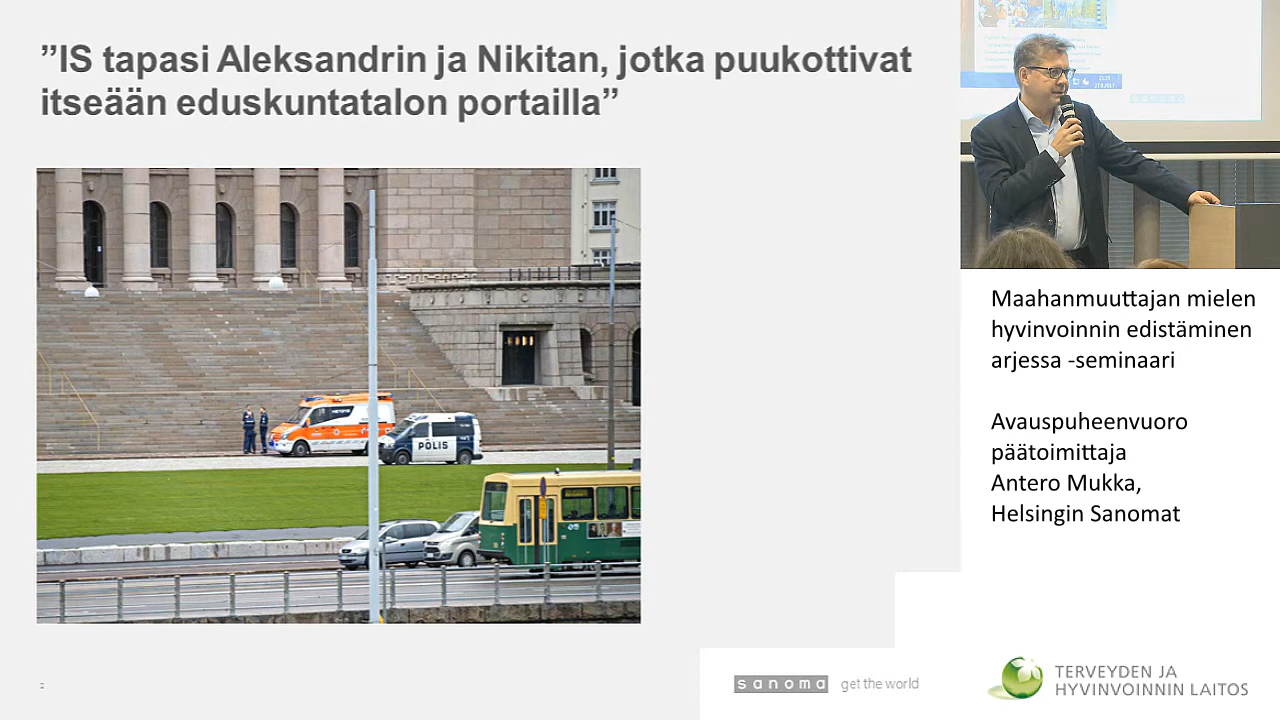 ”IS tapasi Aleksandrin ja Nikitan, jotka puukottivat
itseään eduskuntatalon portailla”
POLIS
Maahanmuuttajan mielen
hyvinvoinnin edistäminen
arjessa -seminaari
Avauspuheenvuoro
päätoimittaja
Antero Mukka,
Helsingin Sanomat
2
sanoma
get the world
TERVEYDEN JA
HYVINVOINNIN LAITOS